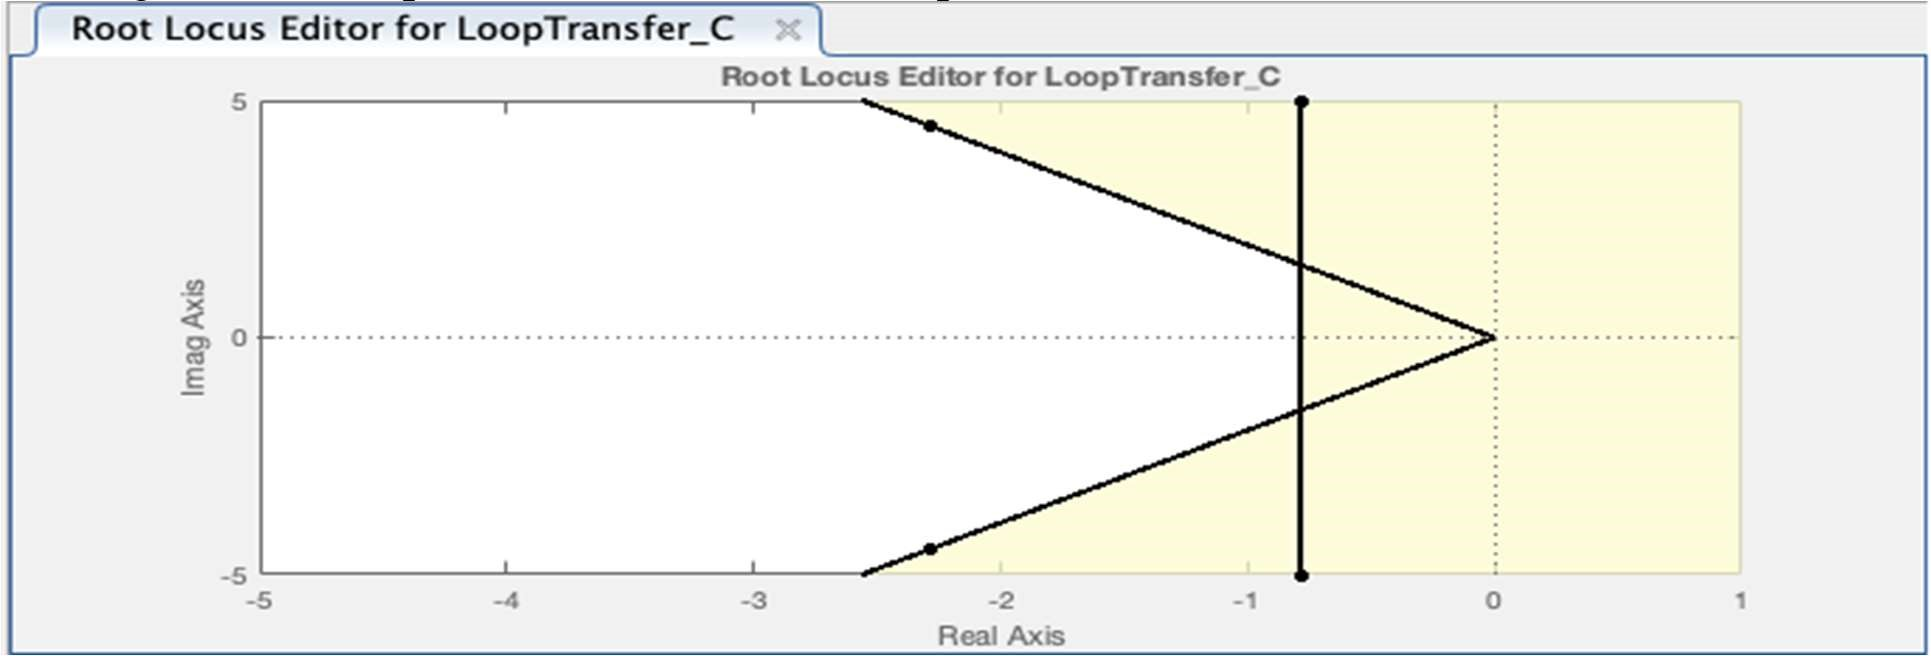 Root Locus Editor for LoopTransfer_C
Root Locus Editor for LoopTransfer_C
5
0
-5
Imag Axis
-5 -4 -3 -2 -1 0 1
Real Axis